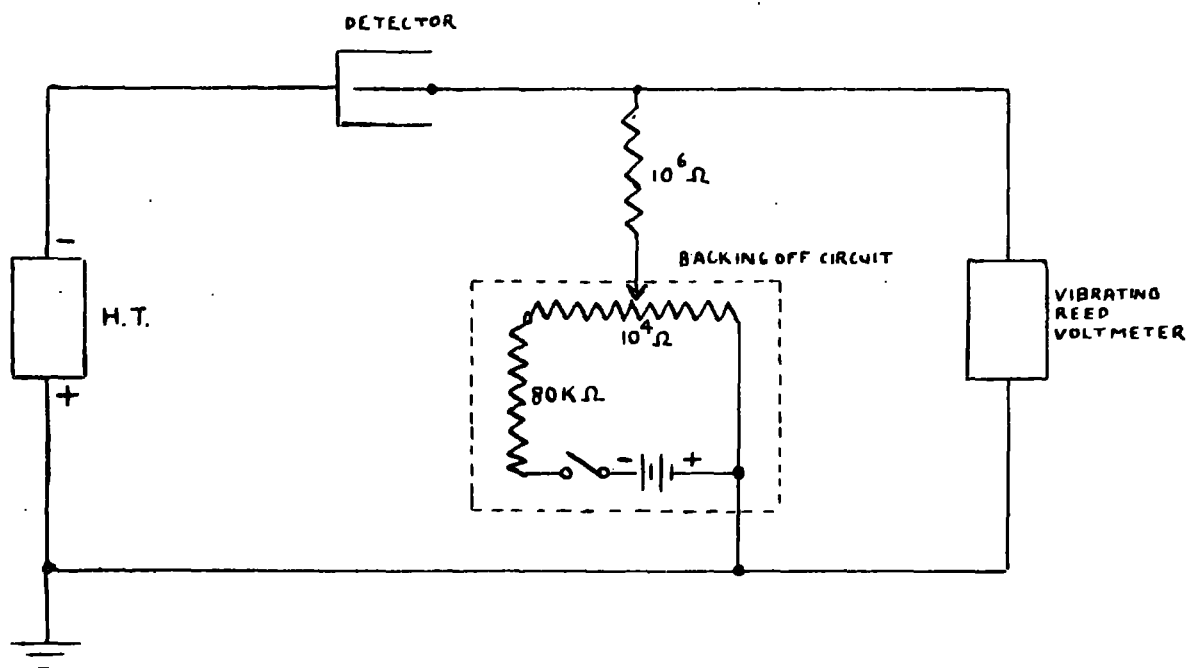 DETECTOR
10⁶Ω
BACKING OFF CIRCUIT
-
H.T.
+
VIBRATING
REED
VOLTMETER
10⁴Ω
80KΩ
- +